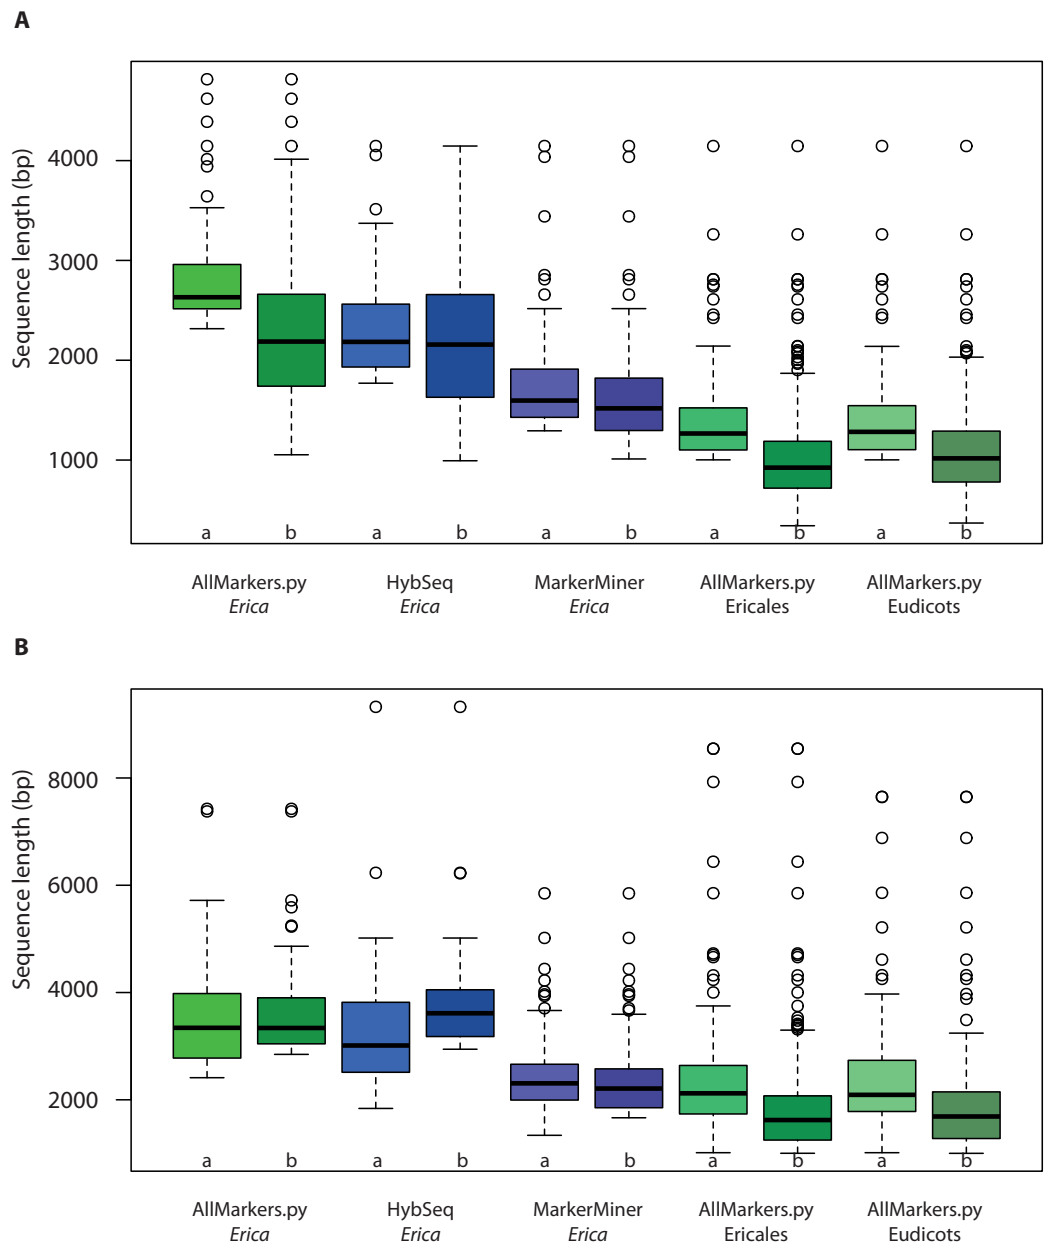 A
Sequence length (bp)
4000
3000
2000
1000
a b a b a b a b a b
AllMarkers.py HybSeq MarkerMiner AllMarkers.py AllMarkers.py
Erica Erica Erica Ericales Eudicots
B
Sequence length (bp)
8000
6000
4000
2000
a b a b a b a b a b
AllMarkers.py HybSeq MarkerMiner AllMarkers.py AllMarkers.py
Erica Erica Erica Ericales Eudicots